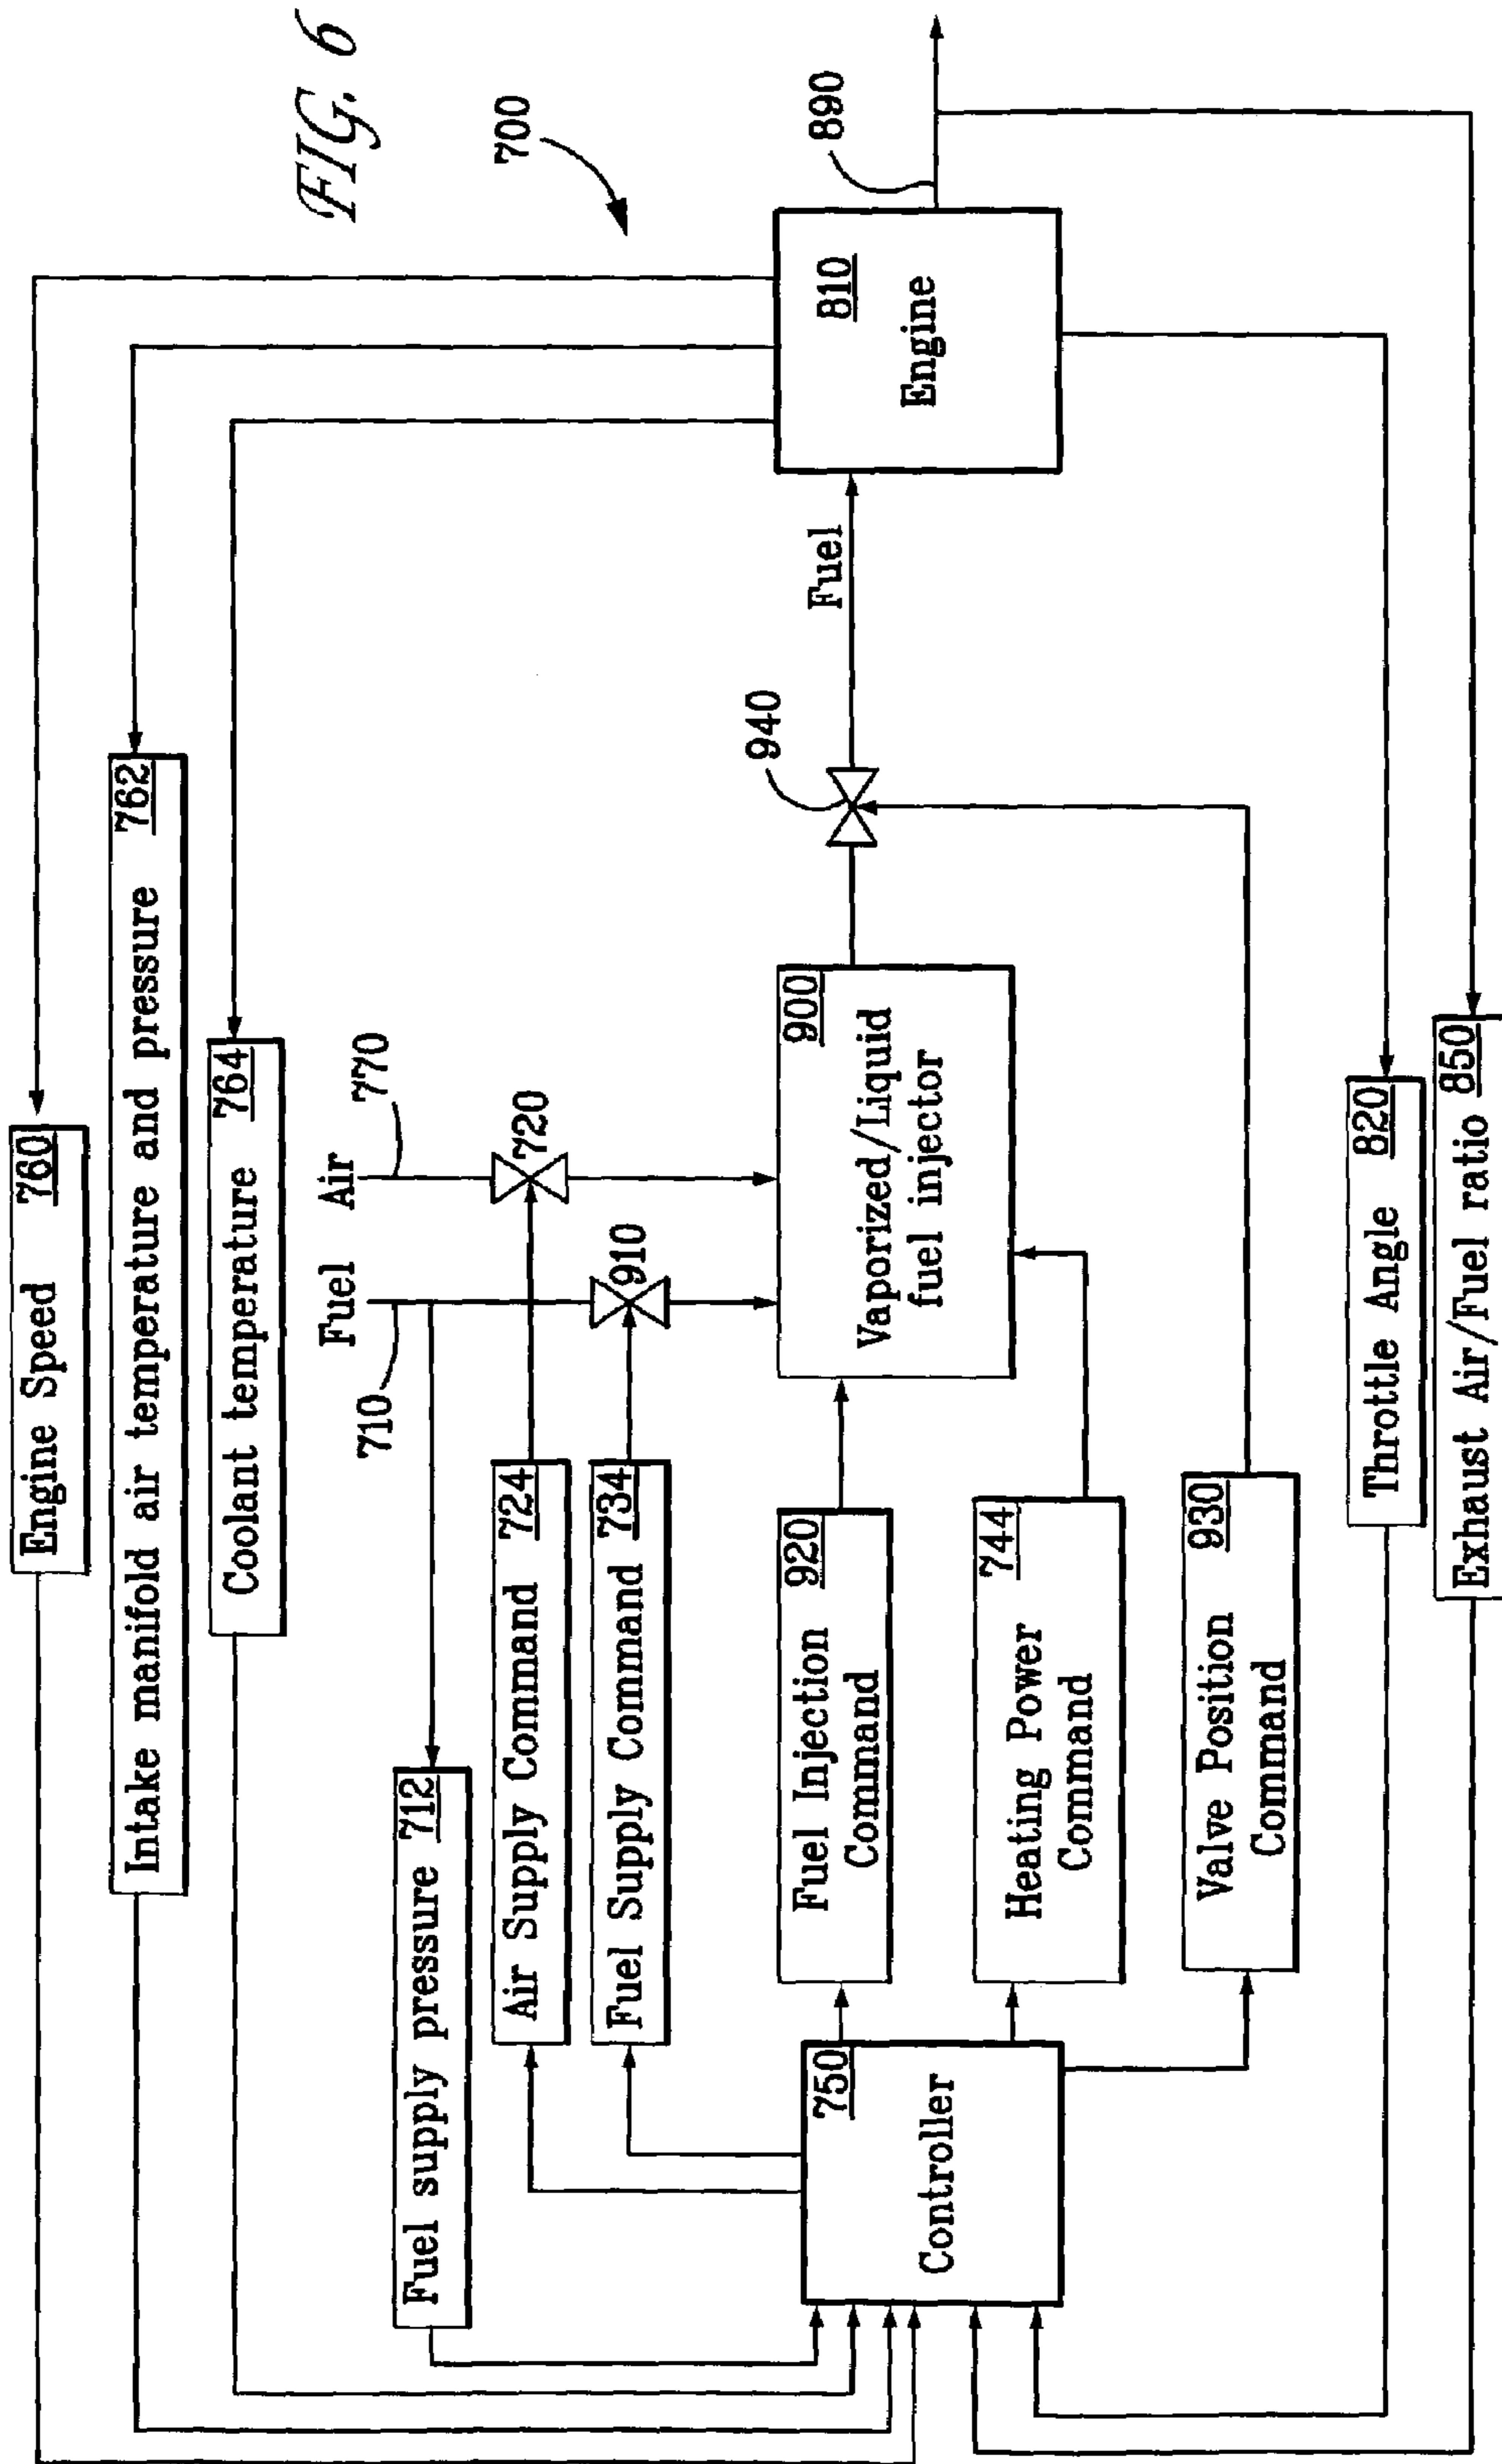 FIG. 6
700
Engine Speed 760
Intake manifold air temperature and pressure 762
Coolant temperature 764
Fuel
Air
710
770
Fuel supply pressure 712
Air Supply Command 724
720
Fuel Supply Command 734
910
Controller 750
Fuel Injection
Command 920
Heating Power
Command 744
Valve Position
Command 930
Vaporized/Liquid
fuel injector 900
940
Fuel
Engine 810
890
Throttle Angle 820
Exhaust Air/Fuel ratio 850